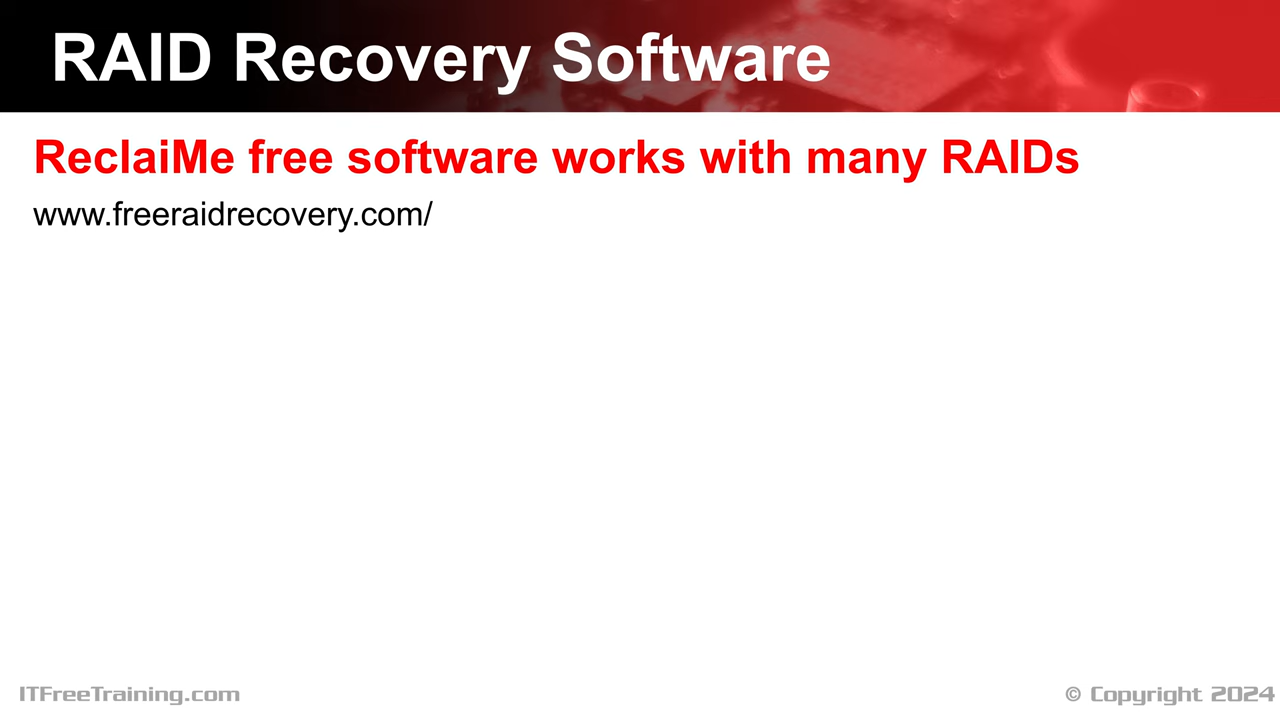 RAID Recovery Software
ReclaiMe free software works with many RAIDs
www.freeraidrecovery.com/
ITFreeTraining.com
© Copyright 2024